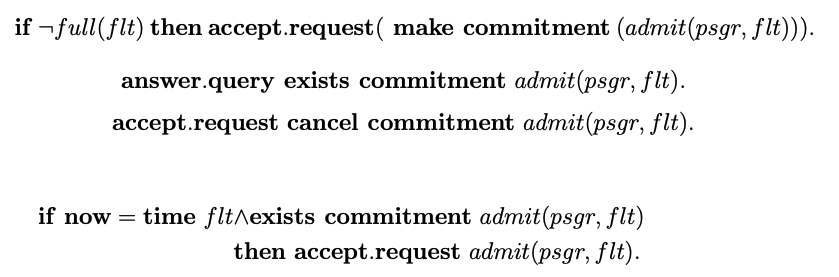 if ¬full(flt) then accept.request( make commitment (admit(psgr, flt))).
answer.query exists commitment admit(psgr, flt).
accept.request cancel commitment admit(psgr, flt).
if now = time flt∧exists commitment admit(psgr, flt)
then accept.request admit(psgr, flt).